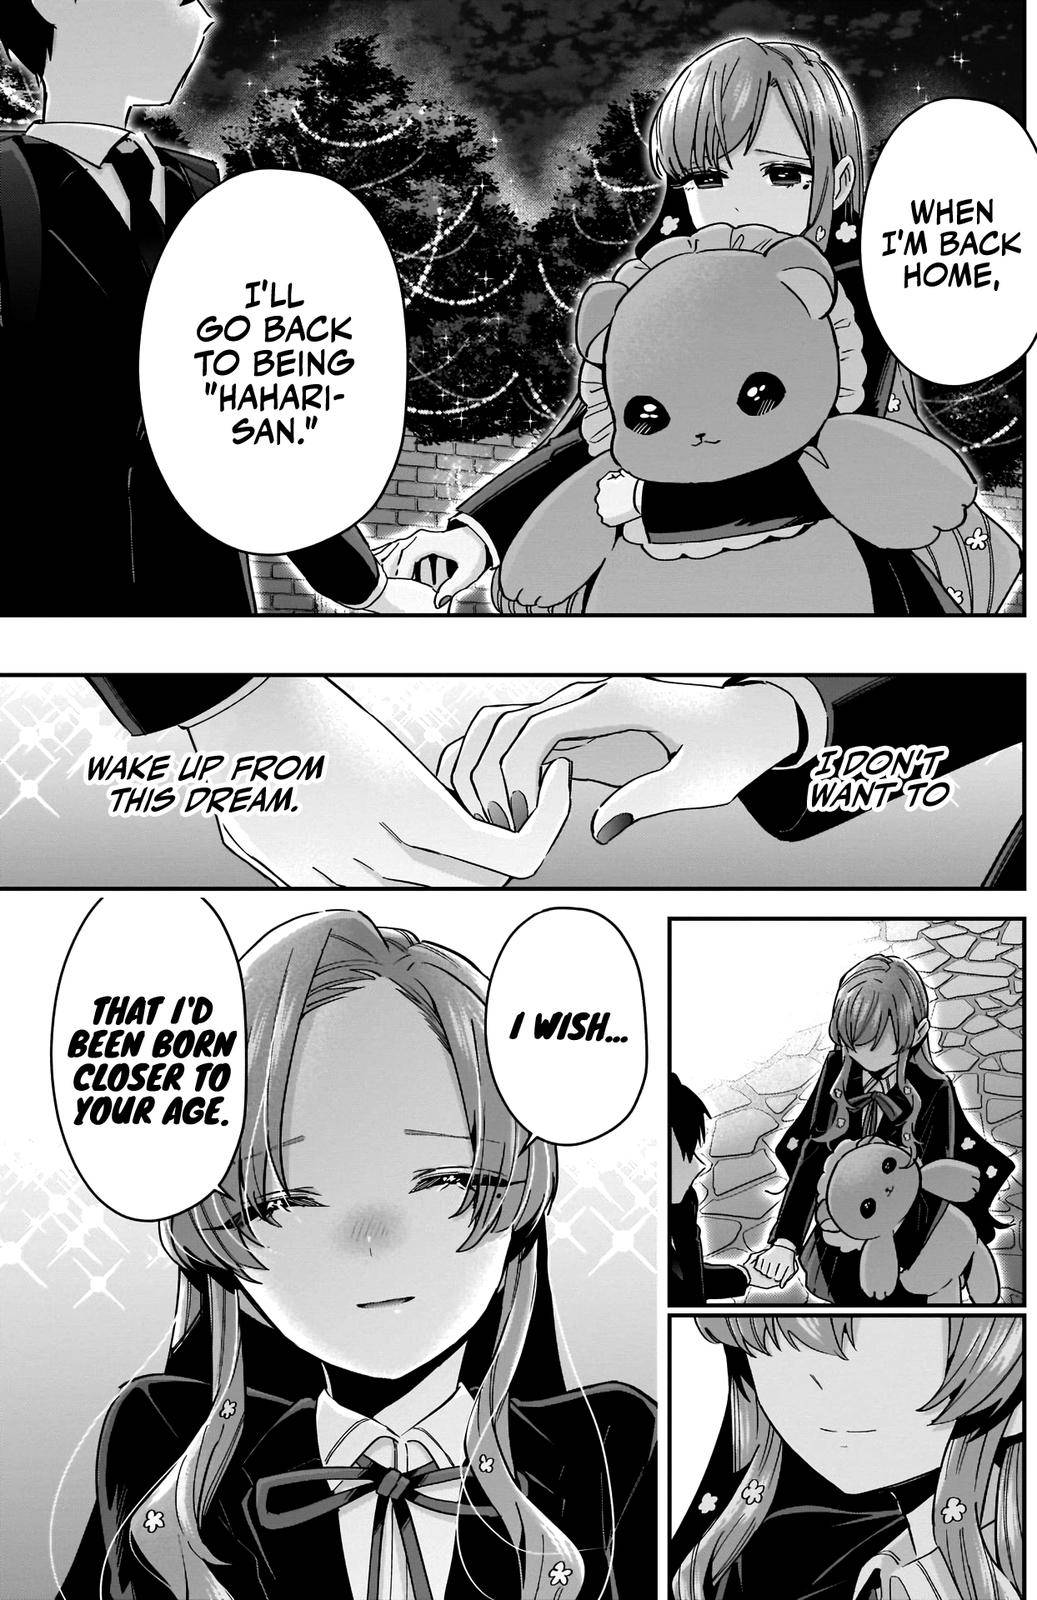 WHEN
I'M BACK
HOME,
I'LL
GO BACK
TO BEING
"HAHARI-
SAN."
I DON'T
WANT TO
WAKE UP FROM
THIS DREAM.
I WISH...
THAT I'D
BEEN BORN
CLOSER TO
YOUR AGE.